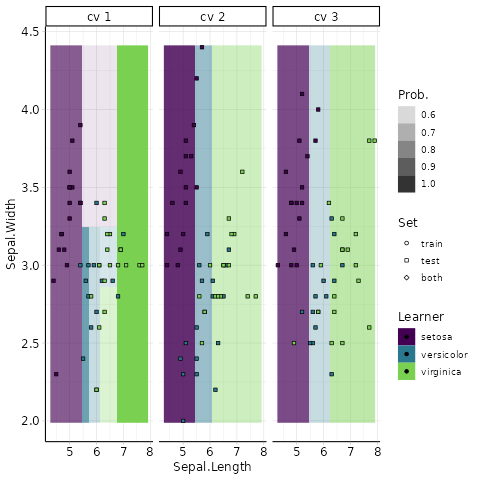 cv 1 cv 2 cv 3
4.5
4.0
3.5
3.0
2.5
2.0
Sepal.Width
5 6 7 8 5 6 7 8 5 6 7 8
Sepal.Length
Prob.
0.6
0.7
0.8
0.9
1.0
Set
train
test
both
Learner
setosa
versicolor
virginica